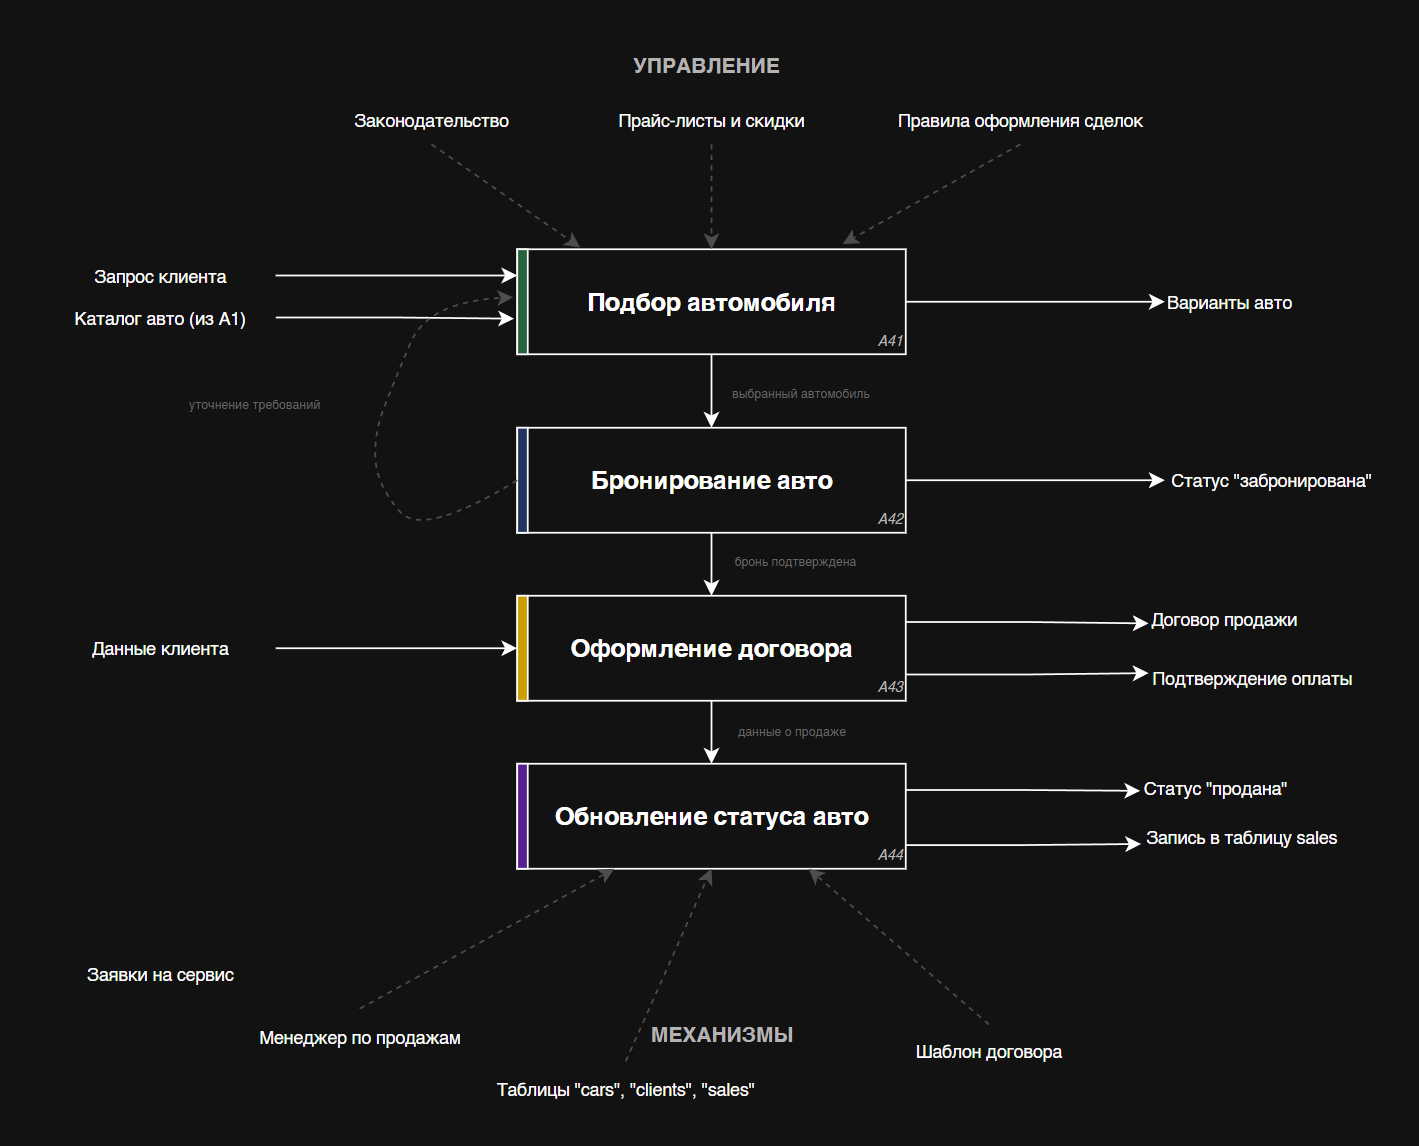 УПРАВЛЕНИЕ
Законодательство
Прайс-листы и скидки
Правила оформления сделок
Запрос клиента
Каталог авто (из А1)
Подбор автомобиля
A41
Варианты авто
уточнение требований
выбранный автомобиль
Бронирование авто
A42
Статус "забронирована"
бронь подтверждена
Данные клиента
Оформление договора
A43
Договор продажи
Подтверждение оплаты
данные о продаже
Обновление статуса авто
A44
Статус "продана"
Запись в таблицу sales
Заявки на сервис
Менеджер по продажам
МЕХАНИЗМЫ
Шаблон договора
Таблицы "cars", "clients", "sales"